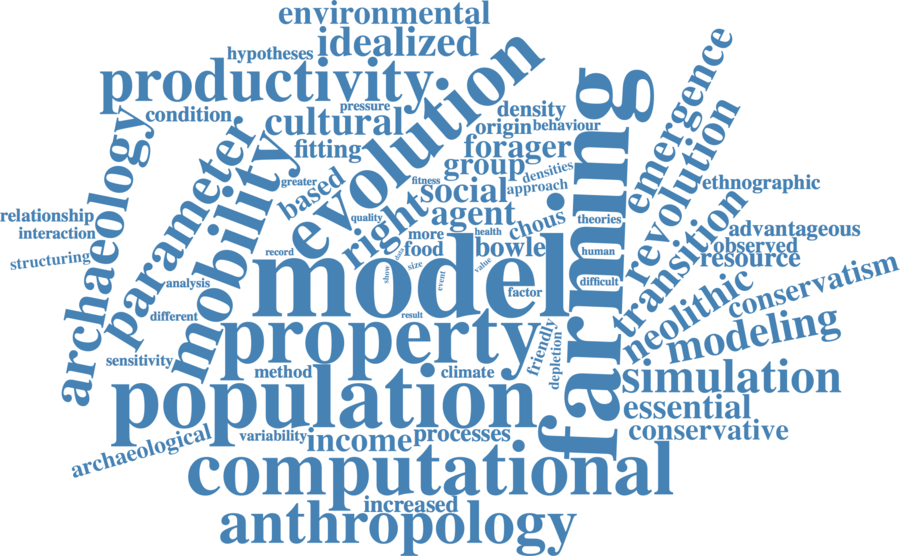 environmental
idealized
hypotheses
productivity
pressure
condition
cultural
evolution
density
origin
behaviour
fitting
forager
group
densities
approach
fitness
social
greater
based
agent
chous
theories
quality
right
more
health
food
bowle
human
farming
emergence
revolution
ethnographic
transition
advantageous
observed
resource
neolithic
conservatism
modeling
archaeology
parameter
mobility
relationship
interaction
structuring
analysis
different
sensitivity
record
data
show
size
event
value
model
factor
difficult
result
property
friendly
depletion
method
climate
population
simulation
essential
conservative
archaeological
variability
income
processes
computational
increased
anthropology